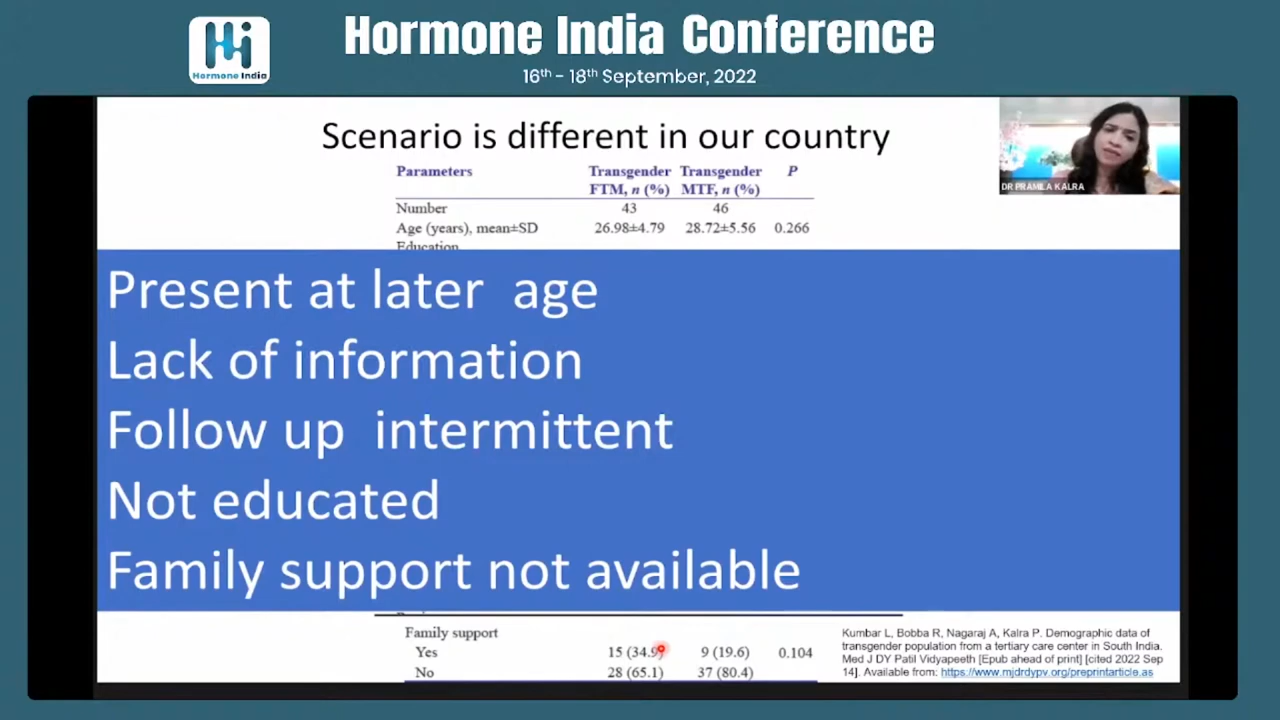 Hormone India Conference
16th - 18th September, 2022
Hormone India
Scenario is different in our country
DR PRAMILA KALRA
Parameters Transgender Transgender P
FTM, n (%) MTF, n (%)
Number 43 46
Age (years), mean±SD 26.98±4.79 28.72±5.56 0.266
Education
Present at later age
Lack of information
Follow up intermittent
Not educated
Family support not available
Family support
Yes 15 (34.9) 9 (19.6) 0.104
No 28 (65.1) 37 (80.4)
Kumbar L, Bobba R, Nagaraj A, Kalra P. Demographic data of
transgender population from a tertiary care center in South India.
Med J DY Patil Vidyapeeth [Epub ahead of print] [cited 2022 Sep
14]. Available from: https://www.mjdrdypv.org/preprintarticle.as